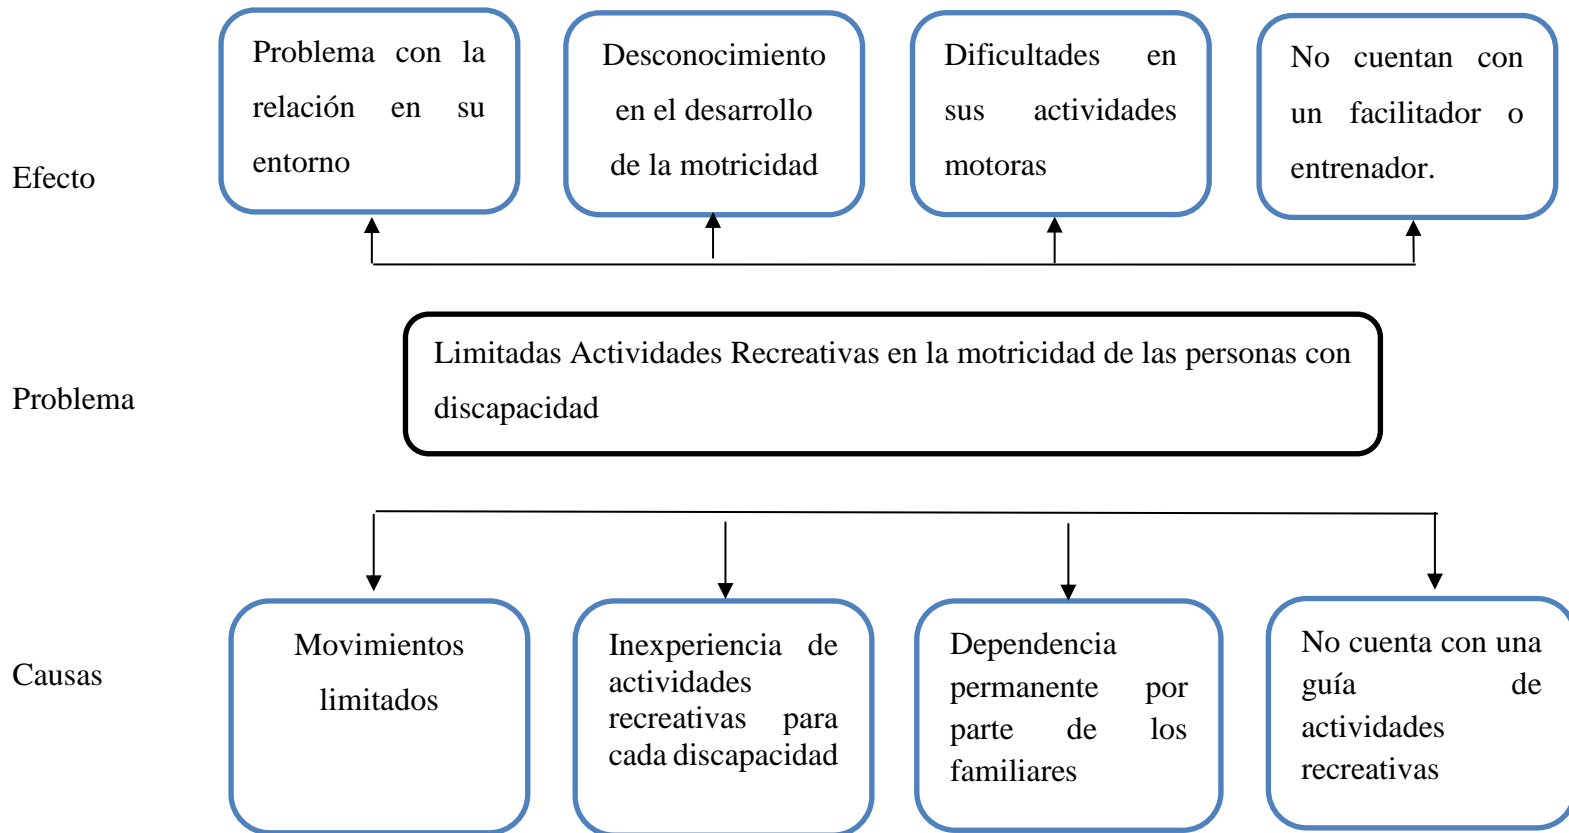 Problema con la
relación en su
entorno
Desconocimiento
en el desarrollo
de la motricidad
Dificultades en
sus actividades
motoras
No cuentan con
un facilitador o
entrenador.
Efecto
Limitadas Actividades Recreativas en la motricidad de las personas con
discapacidad
Problema
Movimientos
limitados
Inexperiencia de
actividades
recreativas para
cada discapacidad
Dependencia
permanente por
parte de los
familiares
No cuenta con una
guía de
actividades
recreativas
Causas